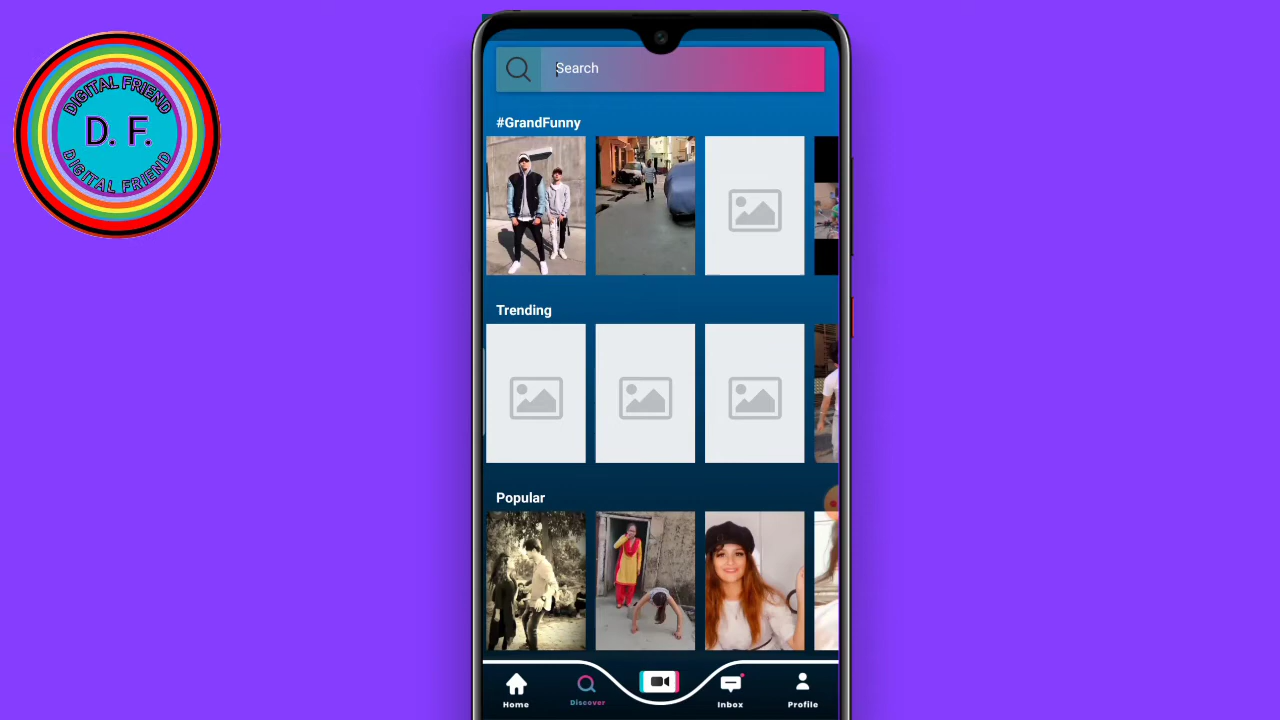 DIGITAL FRIEND
D. F.
DIGITAL FRIEND
Search
#GrandFunny
Trending
Popular
Home
Discover
Inbox
Profile